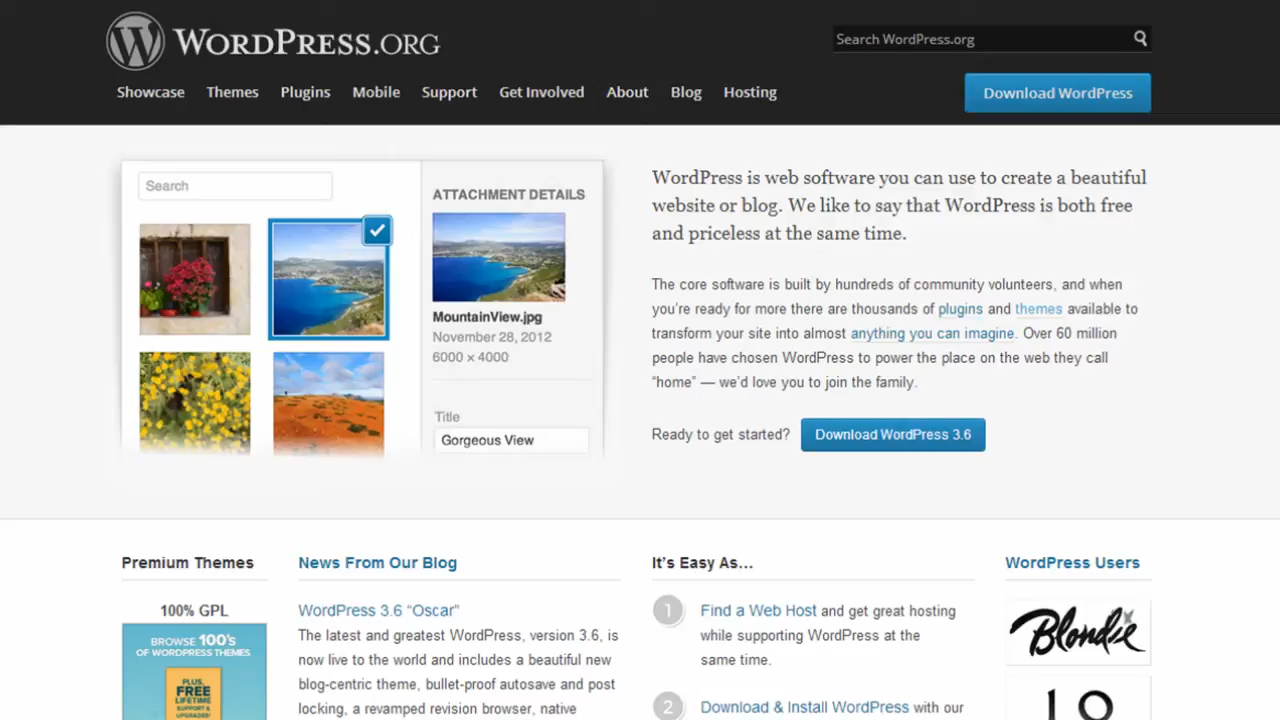 WORDPRESS.ORG
Search WordPress.org
Showcase Themes Plugins Mobile Support Get Involved About Blog Hosting
Download WordPress
Search
ATTACHMENT DETAILS
MountainView.jpg
November 28, 2012
6000 × 4000
Title
Gorgeous View
WordPress is web software you can use to create a beautiful
website or blog. We like to say that WordPress is both free
and priceless at the same time.
The core software is built by hundreds of community volunteers, and when
you’re ready for more there are thousands of plugins and themes available to
transform your site into almost anything you can imagine. Over 60 million
people have chosen WordPress to power the place on the web they call
“home” — we’d love you to join the family.
Ready to get started? Download WordPress 3.6
Premium Themes
100% GPL
BROWSE 100'S
OF WORDPRESS THEMES
PLUS,
FREE
LIFETIME
SUPPORT &
UPGRADES!
News From Our Blog
WordPress 3.6 “Oscar”
The latest and greatest WordPress, version 3.6, is
now live to the world and includes a beautiful new
blog-centric theme, bullet-proof autosave and post
locking, a revamped revision browser, native
It’s Easy As…
1 Find a Web Host and get great hosting
while supporting WordPress at the
same time.
2 Download & Install WordPress with our
WordPress Users
Blondie